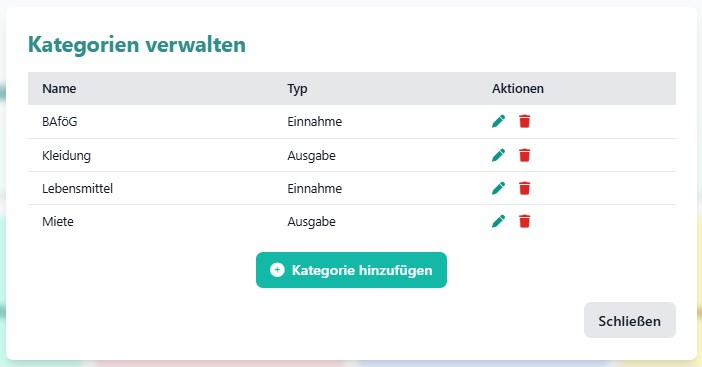 Kategorien verwalten
Name Typ Aktionen
BAföG Einnahme
Kleidung Ausgabe
Lebensmittel Einnahme
Miete Ausgabe
Kategorie hinzufügen
Schließen